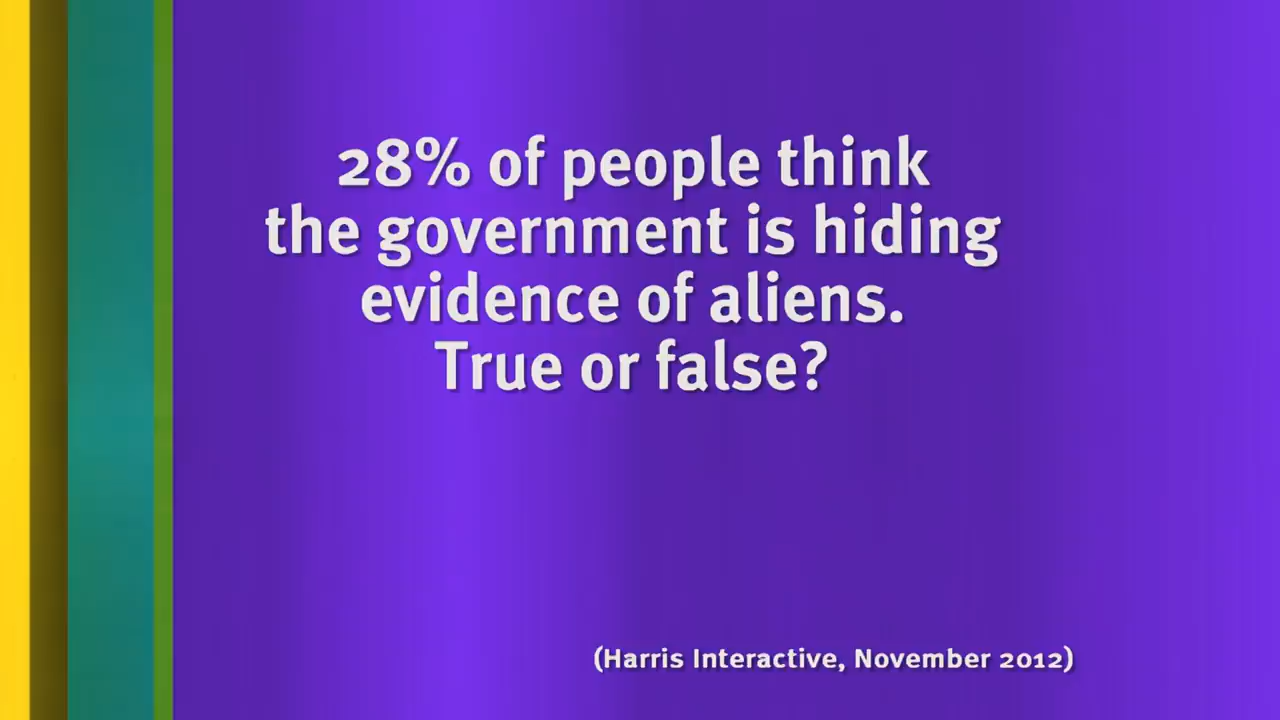 28% of people think
the government is hiding
evidence of aliens.
True or false?
(Harris Interactive, November 2012)